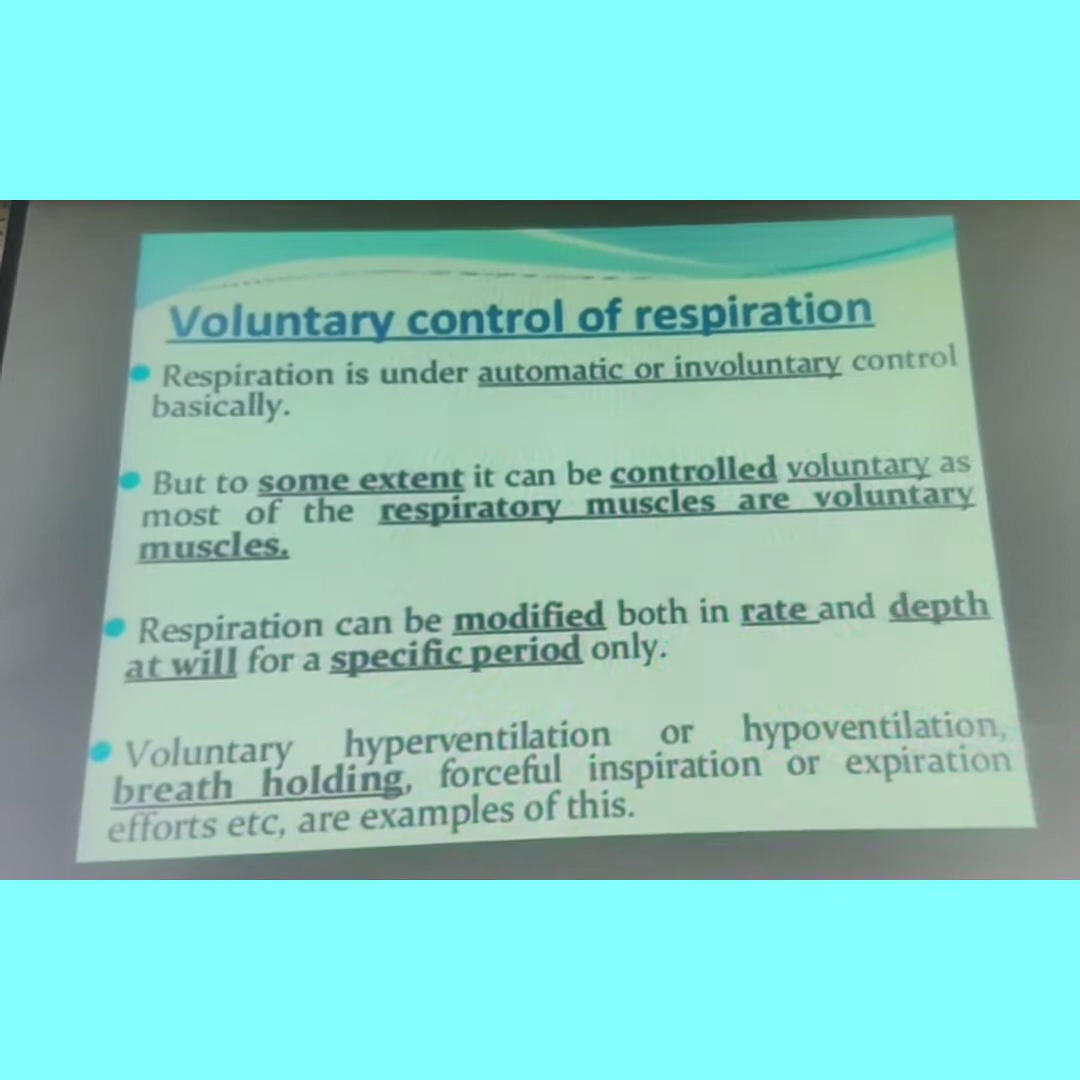 Voluntary control of respiration
Respiration is under automatic or involuntary control
basically.
But to some extent it can be controlled voluntary as
most of the respiratory muscles are voluntary
muscles.
Respiration can be modified both in rate and depth
at will for a specific period only.
Voluntary hyperventilation or hypoventilation,
breath holding, forceful inspiration or expiration
efforts etc, are examples of this.